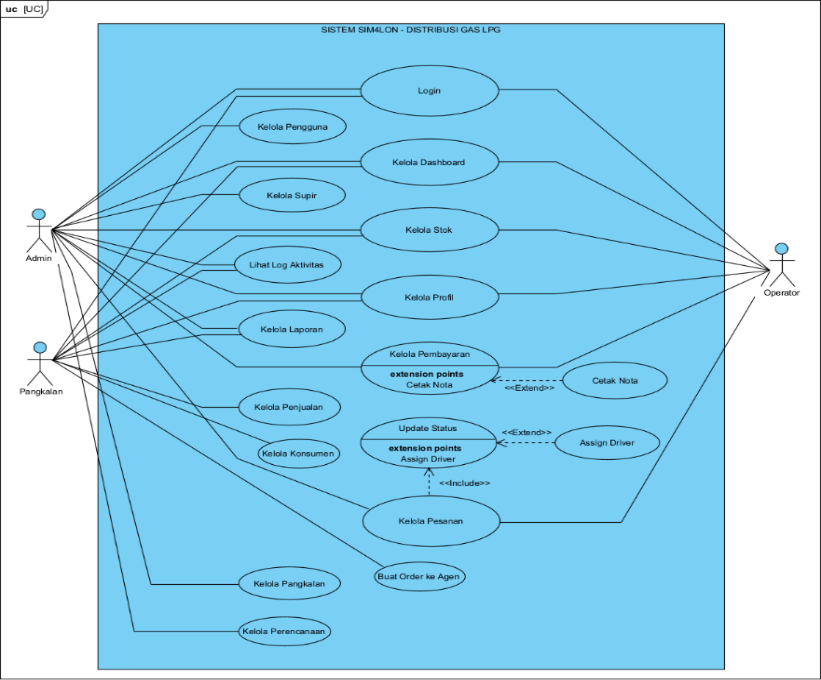 uc [UC]
SISTEM SIM4LON - DISTRIBUSI GAS LPG
Login
Kelola Pengguna
Kelola Dashboard
Kelola Supir
Kelola Stok
Admin
Lihat Log Aktivitas
Operator
Kelola Profil
Kelola Laporan
Kelola Pembayaran
extension points
Cetak Nota
<<Extend>>
Cetak Nota
Pangkalan
Kelola Penjualan
Update Status
extension points
Assign Driver
<<Extend>>
Assign Driver
Kelola Konsumen
<<Include>>
Kelola Pesanan
Buat Order ke Agen
Kelola Pangkalan
Kelola Perencanaan